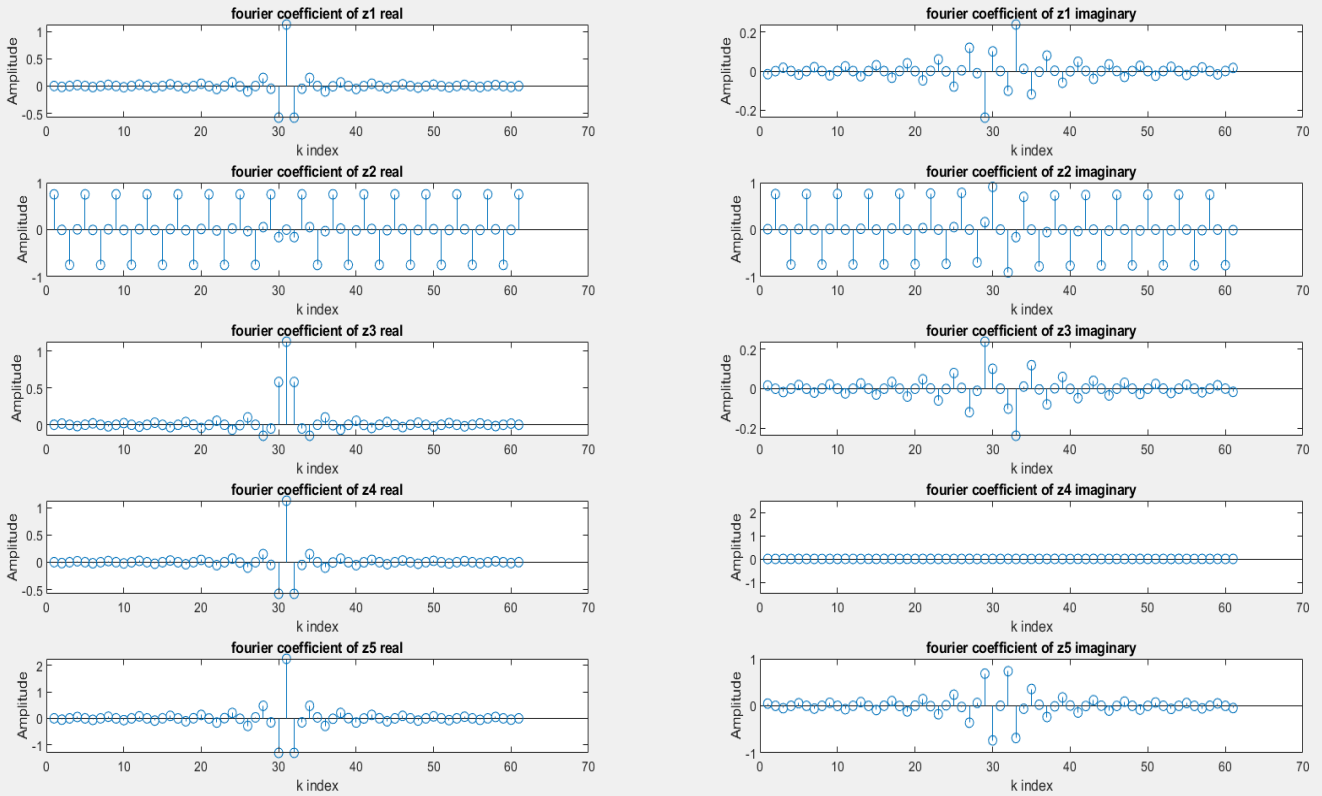 fourier coefficient of z1 real
Amplitude
1
0.5
0
-0.5
0 10 20 30 40 50 60 70
k index
fourier coefficient of z1 imaginary
Amplitude
0.2
0
-0.2
0 10 20 30 40 50 60 70
k index
fourier coefficient of z2 real
Amplitude
1
0
-1
0 10 20 30 40 50 60 70
k index
fourier coefficient of z2 imaginary
Amplitude
1
0
-1
0 10 20 30 40 50 60 70
k index
fourier coefficient of z3 real
Amplitude
1
0.5
0
0 10 20 30 40 50 60 70
k index
fourier coefficient of z3 imaginary
Amplitude
0.2
0
-0.2
0 10 20 30 40 50 60 70
k index
fourier coefficient of z4 real
Amplitude
1
0.5
0
-0.5
0 10 20 30 40 50 60 70
k index
fourier coefficient of z4 imaginary
Amplitude
2
1
0
-1
0 10 20 30 40 50 60 70
k index
fourier coefficient of z5 real
Amplitude
2
1
0
-1
0 10 20 30 40 50 60 70
k index
fourier coefficient of z5 imaginary
Amplitude
1
0
-1
0 10 20 30 40 50 60 70
k index